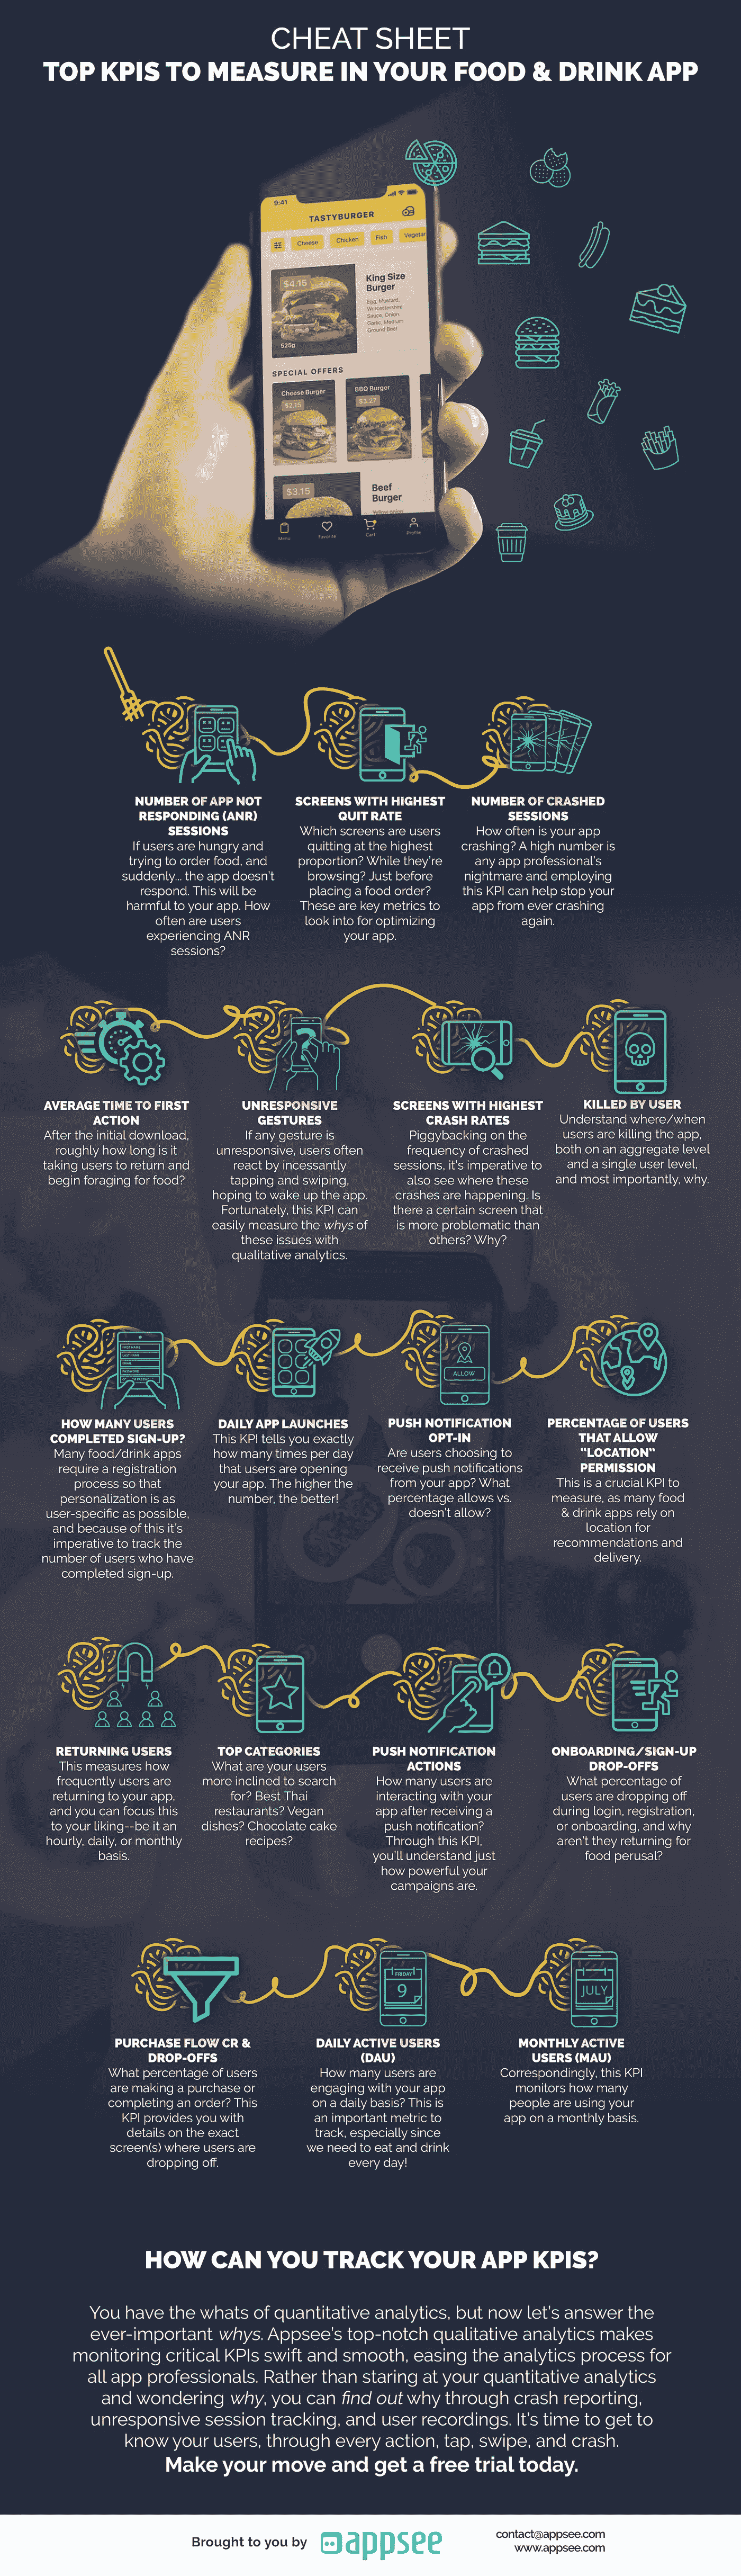 CHEAT SHEET
TOP KPIS TO MEASURE IN YOUR FOOD & DRINK APP
9:41
TASTYBURGER
Cheese
Chicken
Fish
Vegetar
$4.15
525g
King Size
Burger
Egg, Mustard,
Worcestershire
Sauce, Onion,
Garlic, Medium
Ground Beef
SPECIAL OFFERS
Cheese Burger
$2.15
BBQ Burger
$3.27
$3.15
Beef
Burger
Menu
Favorite
Cart
Profile
NUMBER OF APP NOT
RESPONDING (ANR)
SESSIONS
If users are hungry and
trying to order food, and
suddenly... the app doesn't
respond. This will be
harmful to your app. How
often are users
experiencing ANR
sessions?
SCREENS WITH HIGHEST
QUIT RATE
Which screens are users
quitting at the highest
proportion? While they're
browsing? Just before
placing a food order?
These are key metrics to
look into for optimizing
your app.
NUMBER OF CRASHED
SESSIONS
How often is your app
crashing? A high number is
any app professional's
nightmare and employing
this KPI can help stop your
app from ever crashing
again.
AVERAGE TIME TO FIRST
ACTION
After the initial download,
roughly how long is it
taking users to return and
begin foraging for food?
UNRESPONSIVE
GESTURES
If any gesture is
unresponsive, users often
react by incessantly
tapping and swiping,
hoping to wake up the app.
Fortunately, this KPI can
easily measure the whys of
these issues with
qualitative analytics.
SCREENS WITH HIGHEST
CRASH RATES
Piggybacking on the
frequency of crashed
sessions, it's imperative to
also see where these
crashes are happening. Is
there a certain screen that
is more problematic than
others? Why?
KILLED BY USER
Understand where/when
users are killing the app,
both on an aggregate level
and a single user level,
and most importantly, why.
HOW MANY USERS
COMPLETED SIGN-UP?
Many food/drink apps
require a registration
process so that
personalization is as
user-specific as possible,
and because of this it's
imperative to track the
number of users who have
completed sign-up.
DAILY APP LAUNCHES
This KPI tells you exactly
how many times per day
that users are opening
your app. The higher the
number, the better!
ALLOW
PUSH NOTIFICATION
OPT-IN
Are users choosing to
receive push notifications
from your app? What
percentage allows vs.
doesn't allow?
PERCENTAGE OF USERS
THAT ALLOW
"LOCATION"
PERMISSION
This is a crucial KPI to
measure, as many food
& drink apps rely on
location for
recommendations and
delivery.
RETURNING USERS
This measures how
frequently users are
returning to your app,
and you can focus this
to your liking--be it an
hourly, daily, or monthly
basis.
TOP CATEGORIES
What are your users
more inclined to search
for? Best Thai
restaurants? Vegan
dishes? Chocolate cake
recipes?
PUSH NOTIFICATION
ACTIONS
How many users are
interacting with your
app after receiving a
push notification?
Through this KPI,
you'll understand just
how powerful your
campaigns are.
ONBOARDING/SIGN-UP
DROP-OFFS
What percentage of
users are dropping off
during login, registration,
or onboarding, and why
aren't they returning for
food perusal?
PURCHASE FLOW CR &
DROP-OFFS
What percentage of users
are making a purchase or
completing an order? This
KPI provides you with
details on the exact
screen(s) where users are
dropping off.
FRIDAY
9
DAILY ACTIVE USERS
(DAU)
How many users are
engaging with your app
on a daily basis? This is
an important metric to
track, especially since
we need to eat and drink
every day!
JULY
MONTHLY ACTIVE
USERS (MAU)
Correspondingly, this KPI
monitors how many
people are using your
app on a monthly basis.
HOW CAN YOU TRACK YOUR APP KPIS?
You have the whats of quantitative analytics, but now let's answer the
ever-important whys. Appsee's top-notch qualitative analytics makes
monitoring critical KPIs swift and smooth, easing the analytics process for
all app professionals. Rather than staring at your quantitative analytics
and wondering why, you can find out why through crash reporting,
unresponsive session tracking, and user recordings. It's time to get to
know your users, through every action, tap, swipe, and crash.
Make your move and get a free trial today.
Brought to you by
appsee
contact@appsee.com
www.appsee.com